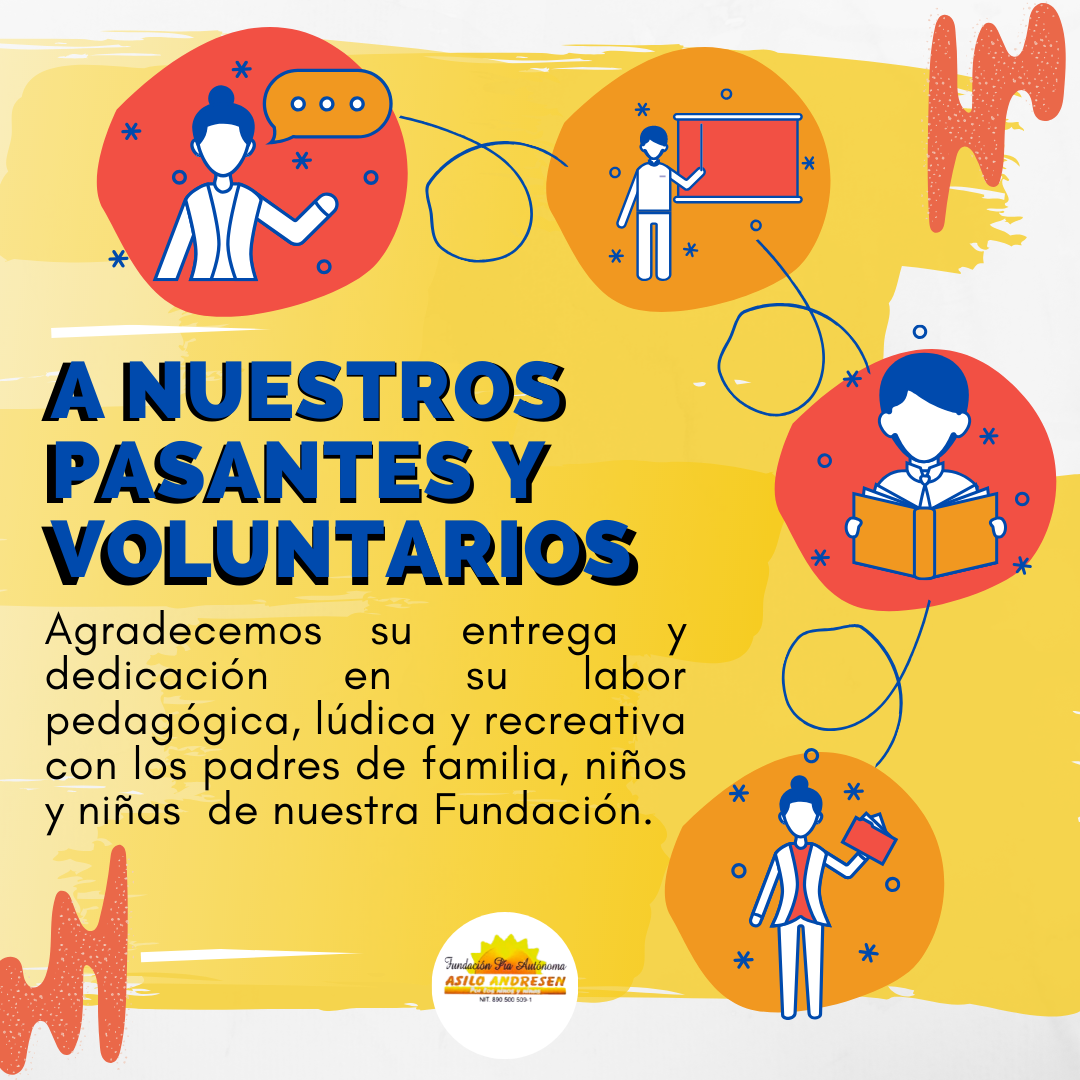 A NUESTROS
PASANTES Y
VOLUNTARIOS
Agradecemos su entrega y
dedicación en su labor
pedagógica, lúdica y recreativa
con los padres de familia, niños
y niñas de nuestra Fundación.
Fundación Pía Autónoma
ASILO ANDRESEN
NIT. 890 500 509-1